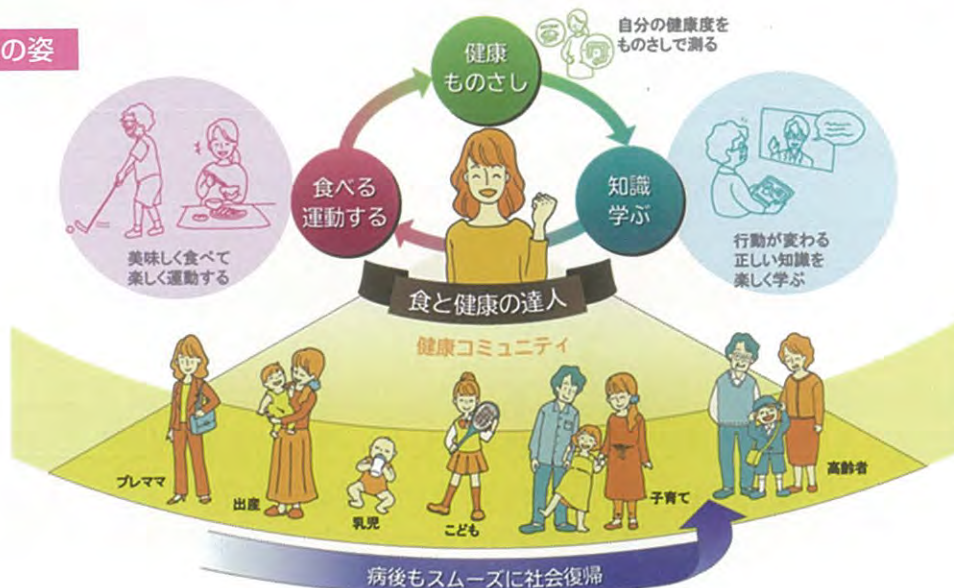 の姿
健康
ものさし
自分の健康度を
ものさしで測る
食べる
運動する
知識
学ぶ
美味しく食べて
楽しく運動する
行動が変わる
正しい知識を
楽しく学ぶ
食と健康の達人
健康コミュニティ
プレママ
出産
乳児
こども
子育て
高齢者
病後もスムーズに社会復帰